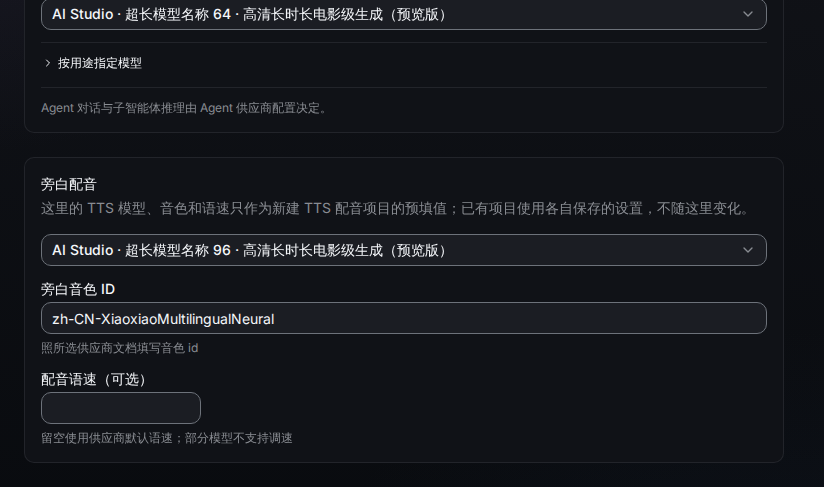 AI Studio · 超长模型名称 64 · 高清长时长电影级生成（预览版）
按用途指定模型
Agent 对话与子智能体推理由 Agent 供应商配置决定。
旁白配音
这里的 TTS 模型、音色和语速只作为新建 TTS 配音项目的预填值；已有项目使用各自保存的设置，不随这里变化。
AI Studio · 超长模型名称 96 · 高清长时长电影级生成（预览版）
旁白音色 ID
zh-CN-XiaoxiaoMultilingualNeural
照所选供应商文档填写音色 id
配音语速（可选）
留空使用供应商默认语速；部分模型不支持调速